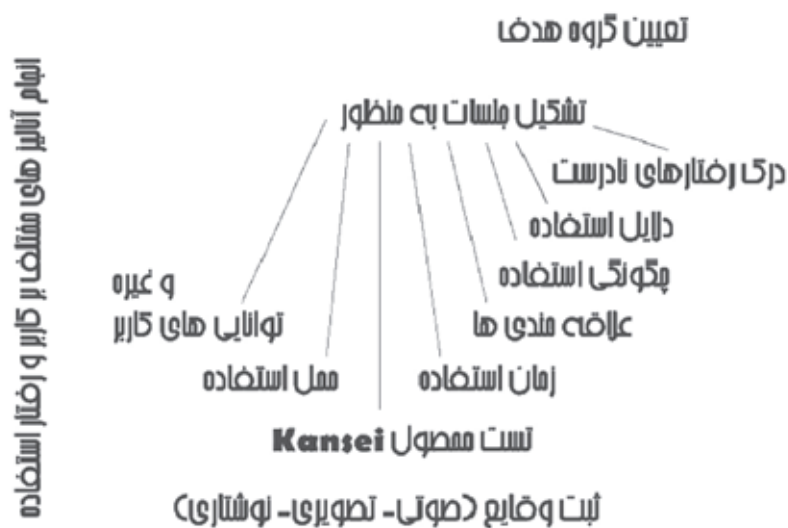 تعیین گروه هدف
تشکیل جلسات به منظور
درک رفتارهای نادرست
دلایل استفاده
چگونگی استفاده
علاقه مندی ها
زمان استفاده
تست محصول Kansei
محل استفاده
توانایی های کاربر
و غیره
ثبت وقایع (صوتی- تصویری- نوشتاری)
انجام آنالیز های مختلف بر کاربر و رفتار استفاده